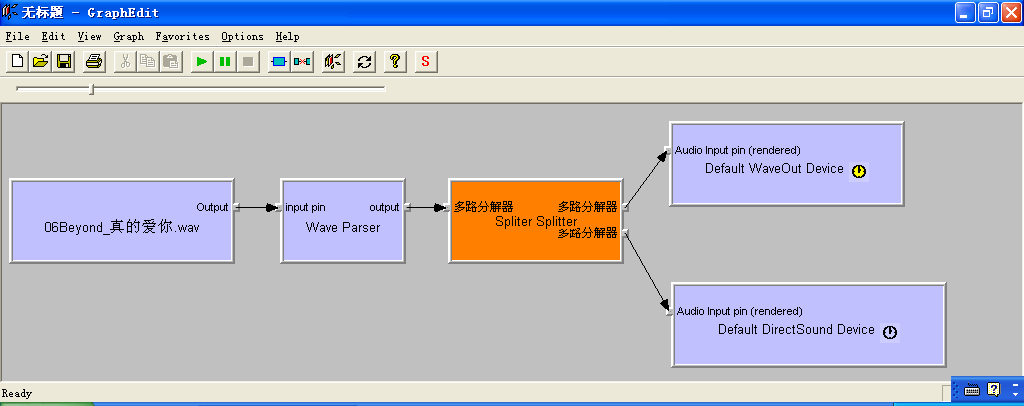 无标题 - GraphEdit
File Edit View Graph Favorites Options Help
S
Audio Input pin (rendered)
Default WaveOut Device
Output
06Beyond_真的爱你.wav
input pin output
Wave Parser
多路分解器 多路分解器
Spliter Splitter
多路分解器
Audio Input pin (rendered)
Default DirectSound Device
Ready